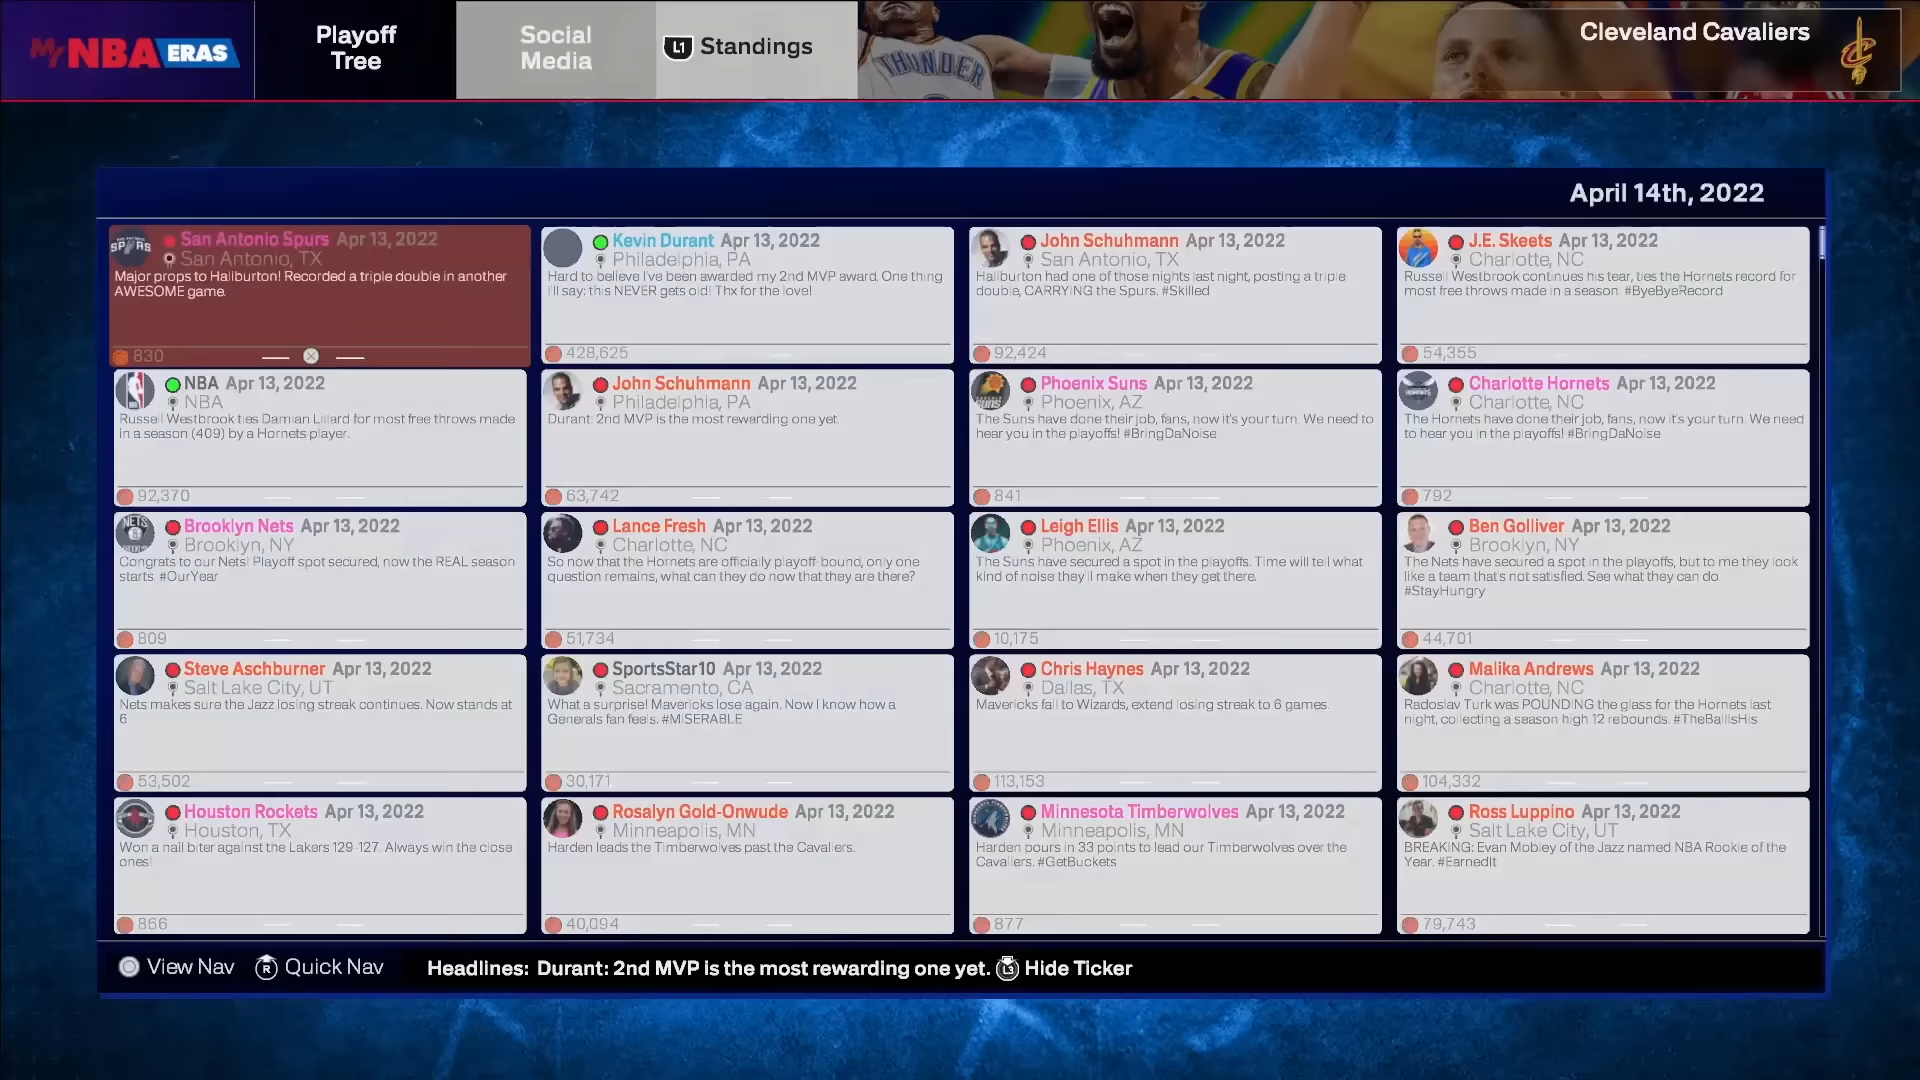 My NBA ERAS
Playoff
Tree
Social
Media
L1 Standings
THUNDER
Cleveland Cavaliers
April 14th, 2022
San Antonio Spurs Apr 13, 2022
San Antonio, TX
Major props to Haliburton! Recorded a triple double in another
AWESOME game.
830
Kevin Durant Apr 13, 2022
Philadelphia, PA
Hard to believe I've been awarded my 2nd MVP award. One thing
I'll say: this NEVER gets old! Thx for the love!
428,625
John Schuhmann Apr 13, 2022
San Antonio, TX
Haliburton had one of those nights last night, posting a triple
double, CARRYING the Spurs. #Skilled
92,424
J.E. Skeets Apr 13, 2022
Charlotte, NC
Russell Westbrook continues his tear, ties the Hornets record for
most free throws made in a season. #ByeByeRecord
54,355
NBA Apr 13, 2022
NBA
Russell Westbrook ties Damian Lillard for most free throws made
in a season (409) by a Hornets player.
92,370
John Schuhmann Apr 13, 2022
Philadelphia, PA
Durant: 2nd MVP is the most rewarding one yet.
63,742
Phoenix Suns Apr 13, 2022
Phoenix, AZ
The Suns have done their job, fans, now it's your turn. We need to
hear you in the playoffs! #BringDaNoise
841
Charlotte Hornets Apr 13, 2022
Charlotte, NC
The Hornets have done their job, fans, now it's your turn. We need
to hear you in the playoffs! #BringDaNoise
792
Brooklyn Nets Apr 13, 2022
Brooklyn, NY
Congrats to our Nets! Playoff spot secured, now the REAL season
starts. #OurYear
809
Lance Fresh Apr 13, 2022
Charlotte, NC
So now that the Hornets are officially playoff-bound, only one
question remains, what can they do now that they are there?
51,734
Leigh Ellis Apr 13, 2022
Phoenix, AZ
The Suns have secured a spot in the playoffs. Time will tell what
kind of noise they'll make when they get there.
10,175
Ben Golliver Apr 13, 2022
Brooklyn, NY
The Nets have secured a spot in the playoffs, but to me they look
like a team that's not satisfied. See what they can do.
#StayHungry
44,701
Steve Aschburner Apr 13, 2022
Salt Lake City, UT
Nets makes sure the Jazz losing streak continues. Now stands at
6
53,502
SportsStar10 Apr 13, 2022
Sacramento, CA
What a surprise! Mavericks lose again. Now I know how a
Generals fan feels. #MISERABLE
30,171
Chris Haynes Apr 13, 2022
Dallas, TX
Mavericks fall to Wizards, extend losing streak to 6 games.
113,153
Malika Andrews Apr 13, 2022
Charlotte, NC
Radoslav Turk was POUNDING the glass for the Hornets last
night, collecting a season high 12 rebounds. #TheBallIsHis
104,332
Houston Rockets Apr 13, 2022
Houston, TX
Won a nail biter against the Lakers 129-127. Always win the close
ones!
866
Rosalyn Gold-Onwude Apr 13, 2022
Minneapolis, MN
Harden leads the Timberwolves past the Cavaliers.
40,094
Minnesota Timberwolves Apr 13, 2022
Minneapolis, MN
Harden pours in 33 points to lead our Timberwolves over the
Cavaliers. #GetBuckets
877
Ross Luppino Apr 13, 2022
Salt Lake City, UT
BREAKING: Evan Mobley of the Jazz named NBA Rookie of the
Year. #EarnedIt
79,743
View Nav R Quick Nav Headlines: Durant: 2nd MVP is the most rewarding one yet. L3 Hide Ticker